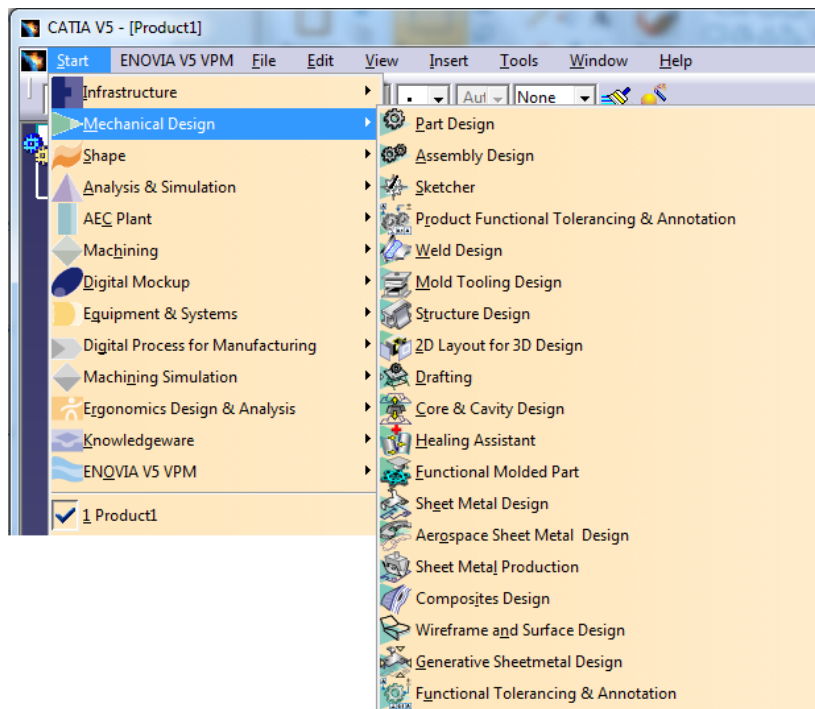 CATIA V5 - [Product1]
Start ENOVIA V5 VPM File Edit View Insert Tools Window Help
Infrastructure
Aut None
Mechanical Design
Shape
Analysis & Simulation
AEC Plant
Machining
Digital Mockup
Equipment & Systems
Digital Process for Manufacturing
Machining Simulation
Ergonomics Design & Analysis
Knowledgeware
ENOVIA V5 VPM
1 Product1
Part Design
Assembly Design
Sketcher
Product Functional Tolerancing & Annotation
Weld Design
Mold Tooling Design
Structure Design
2D Layout for 3D Design
Drafting
Core & Cavity Design
Healing Assistant
Functional Molded Part
Sheet Metal Design
Aerospace Sheet Metal Design
Sheet Metal Production
Composites Design
Wireframe and Surface Design
Generative Sheetmetal Design
Functional Tolerancing & Annotation